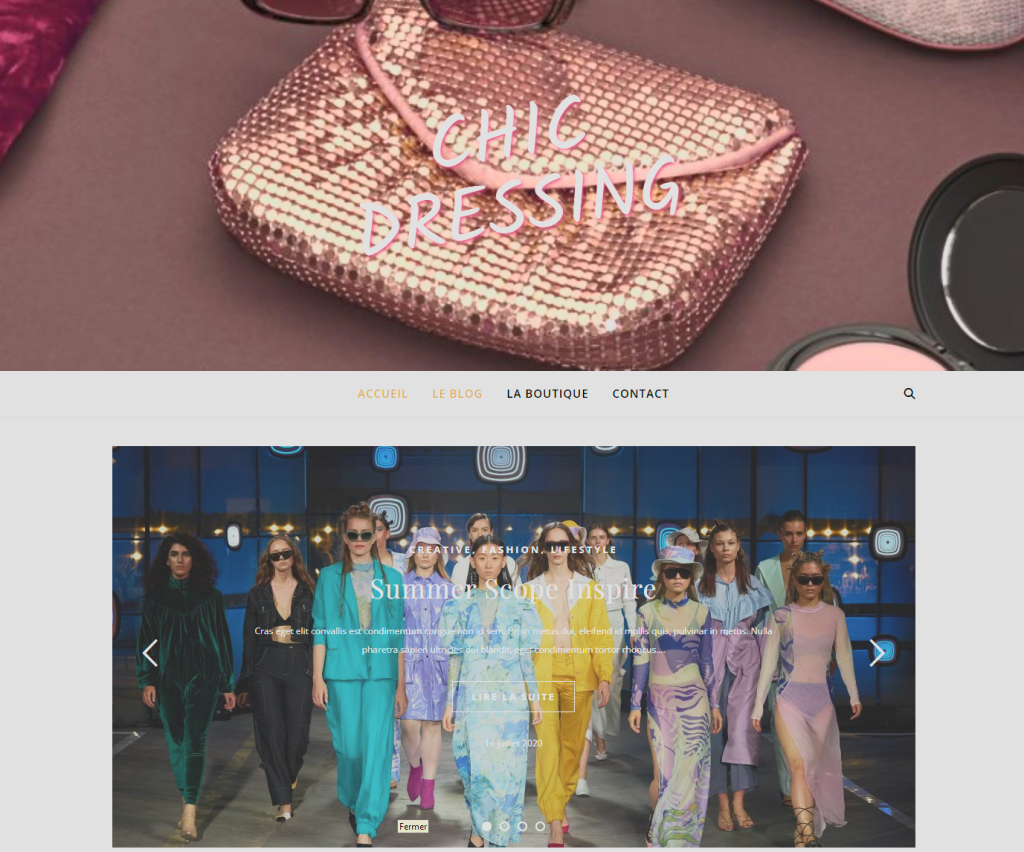 CHIC
DRESSING
ACCUEIL LE BLOG LA BOUTIQUE CONTACT
CREATIVE, FASHION, LIFESTYLE
Summer Scope Inspire
Cras eget elit convallis est condimentum congue non id sem. Proin metus dui, eleifend id mollis quis, pulvinar in metus. Nulla
pharetra sapien ultricies dui blandit, eget condimentum tortor rhoncus....
LIRE LA SUITE
16 juillet 2020
Fermer